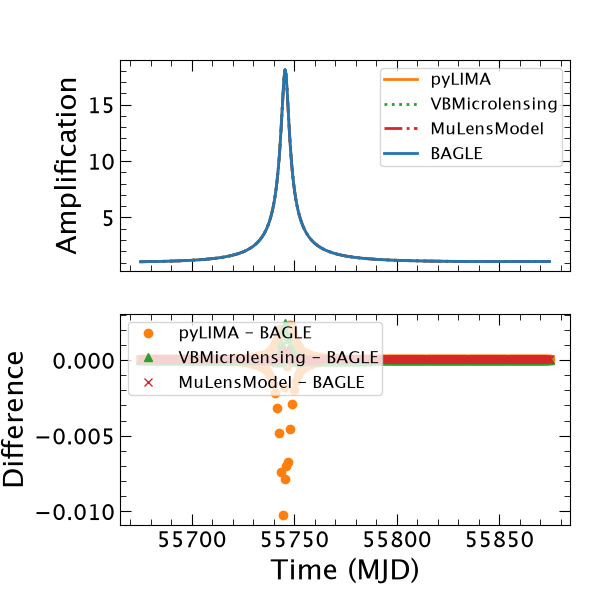 Amplification
15
10
5
pyLIMA
VBMicrolensing
MuLensModel
BAGLE
Difference
0.000
−0.005
−0.010
pyLIMA − BAGLE
VBMicrolensing − BAGLE
MuLensModel − BAGLE
55700 55750 55800 55850
Time (MJD)